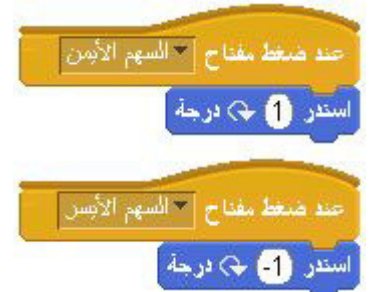 عند ضغط مفتاح السهم الأيمن
استدر 1 درجة
عند ضغط مفتاح السهم الأيسر
استدر -1 درجة